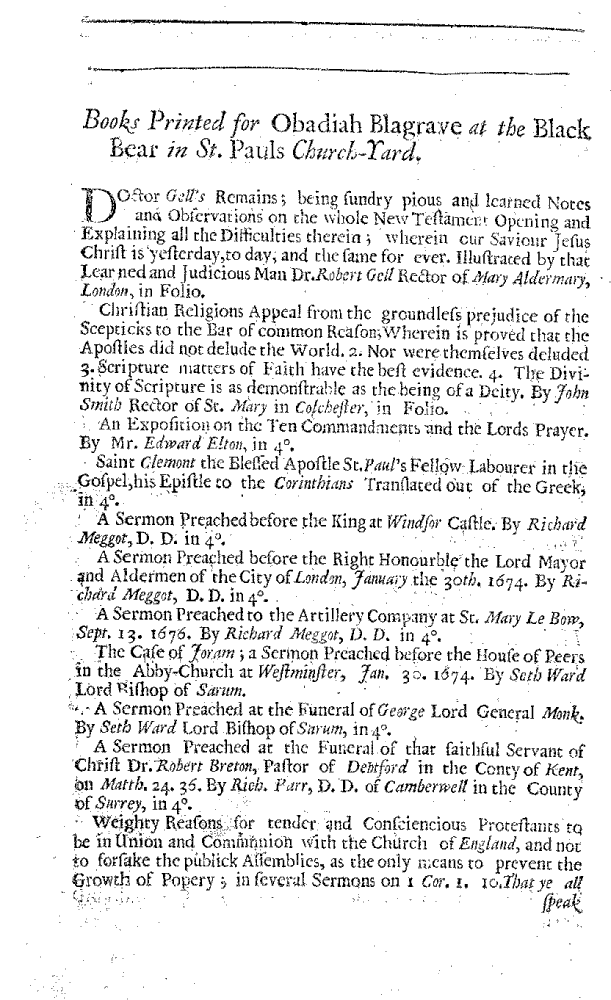 Books Printed for Obadiah Blagrave at the Black
Bear in St. Pauls Church-Yard.
DOctor Gell's Remains; being ſundry pious and learned Notes
and Obſervations on the whole New Teſtament Opening and
Explaining all the Difficulties therein; wherein our Saviour Jeſus
Chriſt is yeſterday, to day, and the ſame for ever. Illuſtrated by that
Learned and Judicious Man Dr. Robert Gell Rector of Mary Aldermary,
London, in Folio.
Chriſtian Religions Appeal from the groundleſs prejudice of the
Scepticks to the Bar of common Reaſon; Wherein is proved that the
Apoſtles did not delude the World. 2. Nor were themſelves deluded
3. Scripture matters of Faith have the beſt evidence. 4. The Divi-
nity of Scripture is as demonſtrable as the being of a Deity. By John
Smith Rector of St. Mary in Colcheſter, in Folio.
An Expoſition on the Ten Commandments and the Lords Prayer.
By Mr. Edward Elton, in 4°.
Saint Clemont the Bleſſed Apoſtle St. Paul's Fellow Labourer in the
Goſpel, his Epiſtle to the Corinthians Tranſlated out of the Greek,
in 4°.
A Sermon Preached before the King at Windſor Caſtle. By Richard
Meggot, D. D. in 4°.
A Sermon Preached before the Right Honourble the Lord Mayor
and Aldermen of the City of London, January the 30th. 1674. By Ri-
chard Meggot, D. D. in 4°.
A Sermon Preached to the Artillery Company at St. Mary Le Bow,
Sept. 13. 1676. By Richard Meggot, D. D. in 4°.
The Caſe of Joram; a Sermon Preached before the Houſe of Peers
in the Abby-Church at Weſtminſter, Jan. 30. 1674. By Seth Ward
Lord Biſhop of Sarum.
A Sermon Preached at the Funeral of George Lord General Monk.
By Seth Ward Lord Biſhop of Sarum, in 4°.
A Sermon Preached at the Funeral of that faithful Servant of
Chriſt Dr. Robert Breton, Paſtor of Debtford in the Conty of Kent,
on Matth. 24. 36. By Rich. Parr, D. D. of Camberwell in the County
of Surrey, in 4°.
Weighty Reaſons for tender and Conſciencious Proteſtants to
be in Union and Communion with the Church of England, and not
to forſake the publick Aſſemblies, as the only means to prevent the
Growth of Popery; in ſeveral Sermons on 1 Cor. 1. 10. That ye all
ſpeak